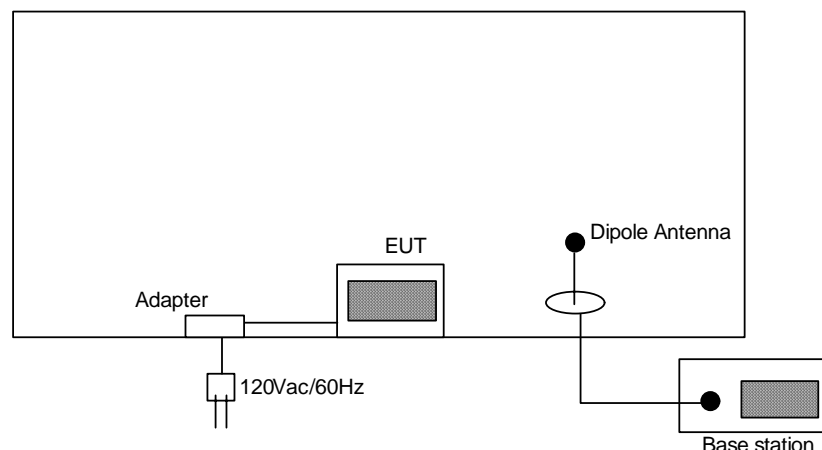 Dipole Antenna
EUT
Adapter
120Vac/60Hz
Base station